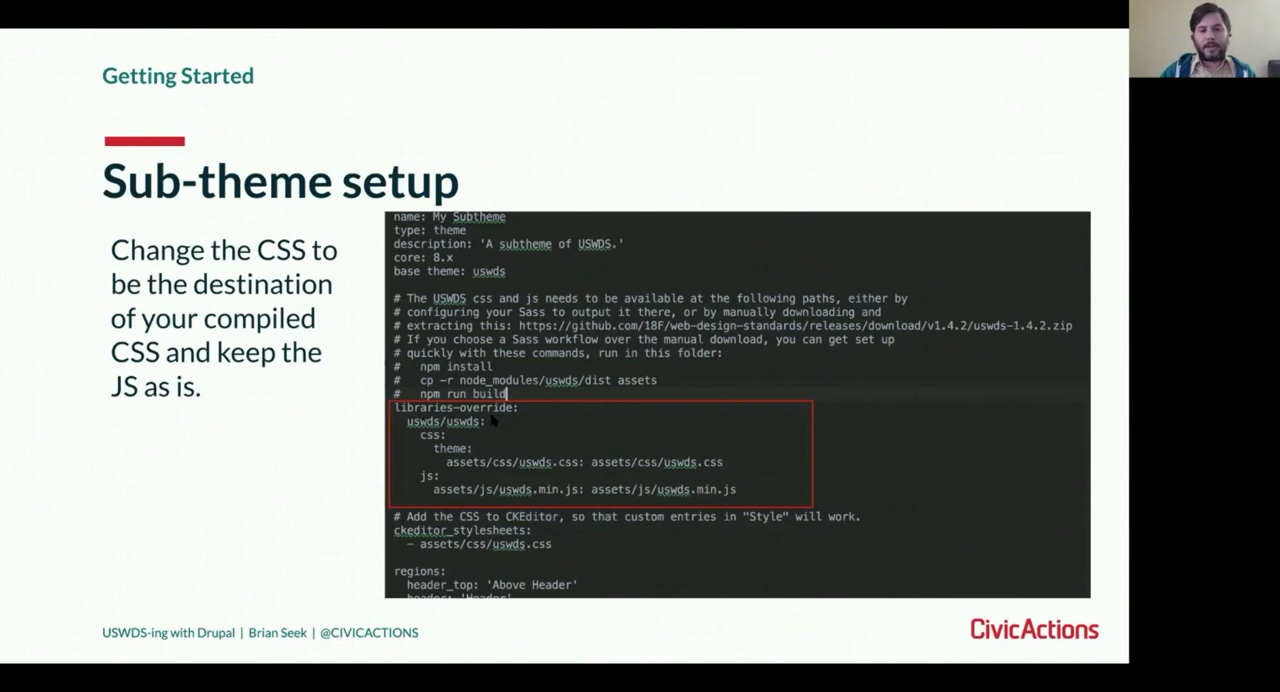 Getting Started
Sub-theme setup
Change the CSS to
be the destination
of your compiled
CSS and keep the
JS as is.
name: My Subtheme
type: theme
description: 'A subtheme of USWDS.'
core: 8.x
base theme: uswds
# The USWDS css and js needs to be available at the following paths, either by
# configuring your Sass to output it there, or by manually downloading and
# extracting this: https://github.com/18F/web-design-standards/releases/download/v1.4.2/uswds-1.4.2.zip
# If you choose a Sass workflow over the manual download, you can get set up
# quickly with these commands, run in this folder:
#   npm install
#   cp -r node_modules/uswds/dist assets
#   npm run build
libraries-override:
  uswds/uswds:
    css:
      theme:
        assets/css/uswds.css: assets/css/uswds.css
    js:
      assets/js/uswds.min.js: assets/js/uswds.min.js
# Add the CSS to CKEditor, so that custom entries in "Style" will work.
ckeditor_stylesheets:
  - assets/css/uswds.css
regions:
  header_top: 'Above Header'
  header: 'Header'
USWDS-ing with Drupal | Brian Seek | @CIVICACTIONS
CivicActions